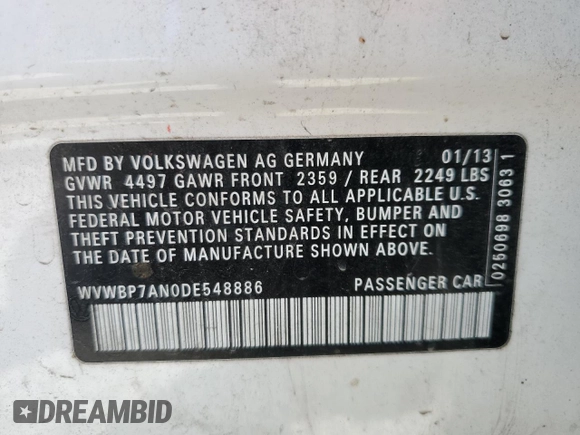 MFD BY VOLKSWAGEN AG GERMANY 01/13
GVWR 4497 GAWR FRONT 2359 / REAR 2249 LBS
THIS VEHICLE CONFORMS TO ALL APPLICABLE U.S.
FEDERAL MOTOR VEHICLE SAFETY, BUMPER AND
THEFT PREVENTION STANDARDS IN EFFECT ON
THE DATE OF MANUFACTURE SHOWN ABOVE.
WVWBP7AN0DE548886 PASSENGER CAR
0250698 3063 1
DREAMBID